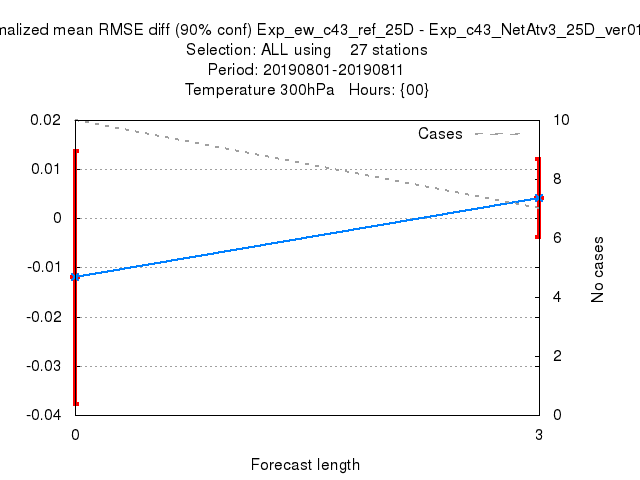 malized mean RMSE diff (90% conf) Exp_ew_c43_ref_25D - Exp_c43_NetAtv3_25D_ver01
Selection: ALL using 27 stations
Period: 20190801-20190811
Temperature 300hPa Hours: {00}
Cases
0.02
0.01
0
-0.01
-0.02
-0.03
-0.04
10
8
6
4
2
0
No cases
0
3
Forecast length